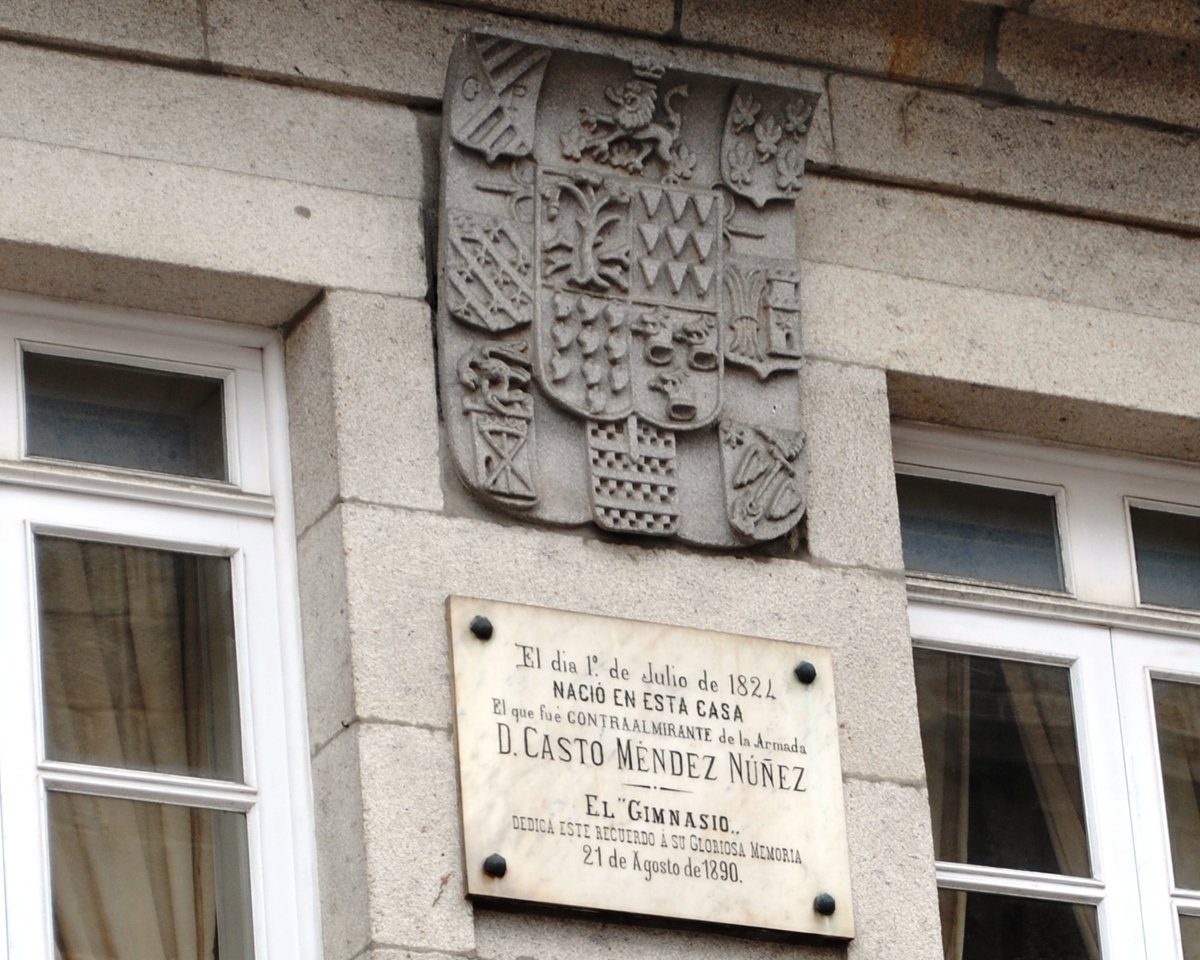 El dia 1º. de Julio de 1824
NACIÓ EN ESTA CASA
El que fué CONTRAALMIRANTE de la Armada
D. CASTO MÉNDEZ NÚÑEZ
EL "GIMNASIO„
DEDICA ESTE RECUERDO Á SU GLORIOSA MEMORIA
21 de Agosto de 1890.